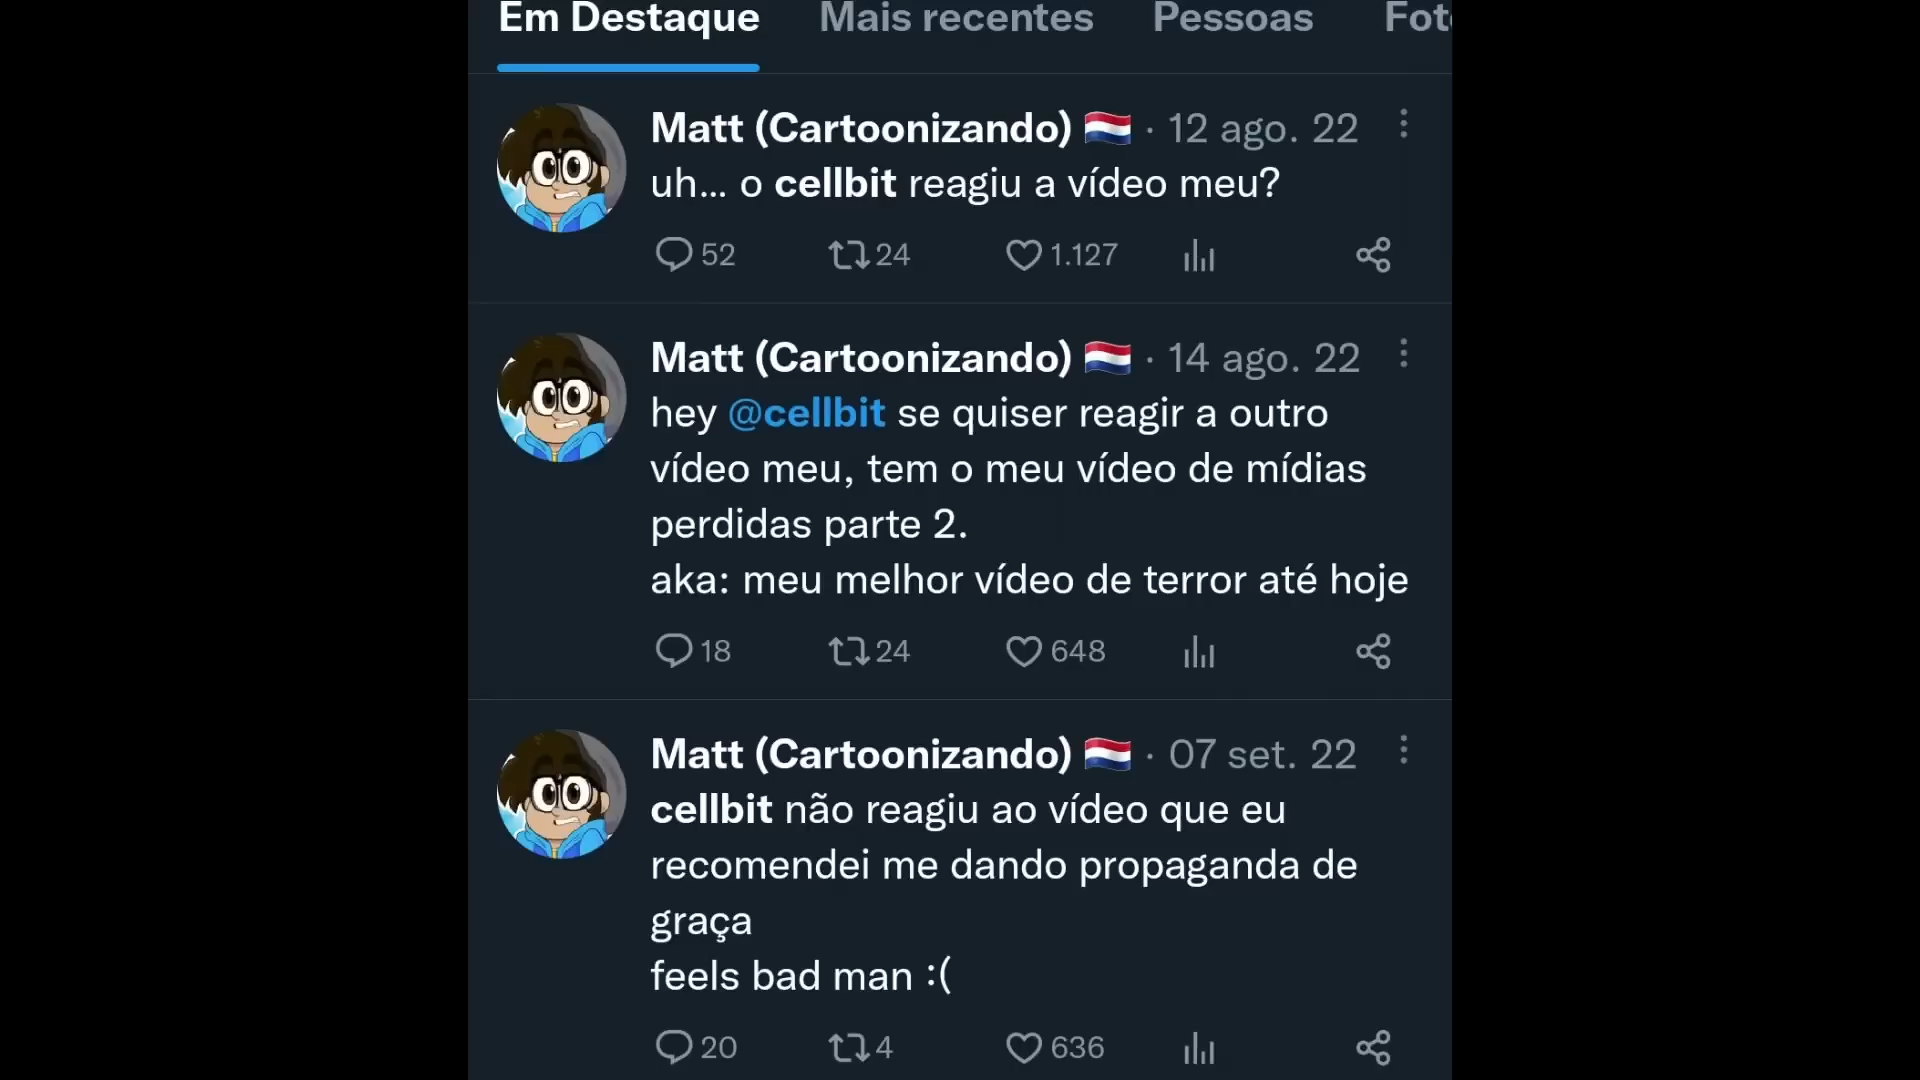 Em Destaque Mais recentes Pessoas Fot
Matt (Cartoonizando) 🇳🇱 · 12 ago. 22
uh... o cellbit reagiu a vídeo meu?
52 24 1.127
Matt (Cartoonizando) 🇳🇱 · 14 ago. 22
hey @cellbit se quiser reagir a outro
vídeo meu, tem o meu vídeo de mídias
perdidas parte 2.
aka: meu melhor vídeo de terror até hoje
18 24 648
Matt (Cartoonizando) 🇳🇱 · 07 set. 22
cellbit não reagiu ao vídeo que eu
recomendei me dando propaganda de
graça
feels bad man :(
20 4 636